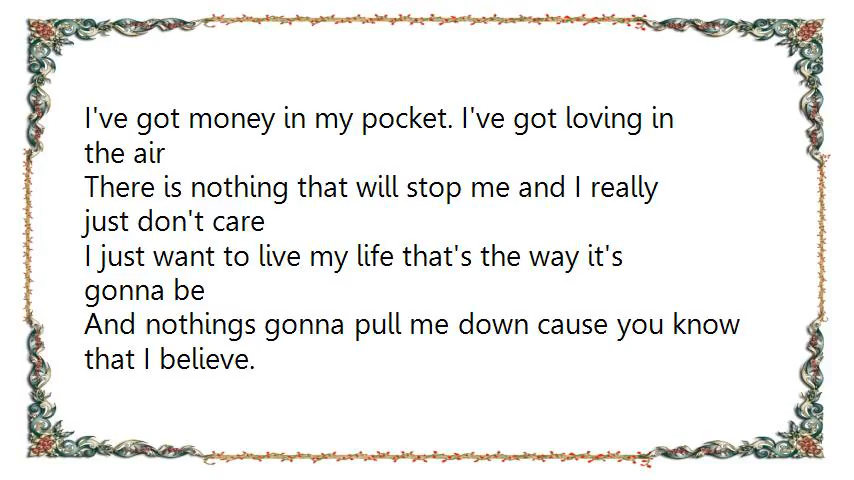 I've got money in my pocket. I've got loving in
the air
There is nothing that will stop me and I really
just don't care
I just want to live my life that's the way it's
gonna be
And nothings gonna pull me down cause you know
that I believe.